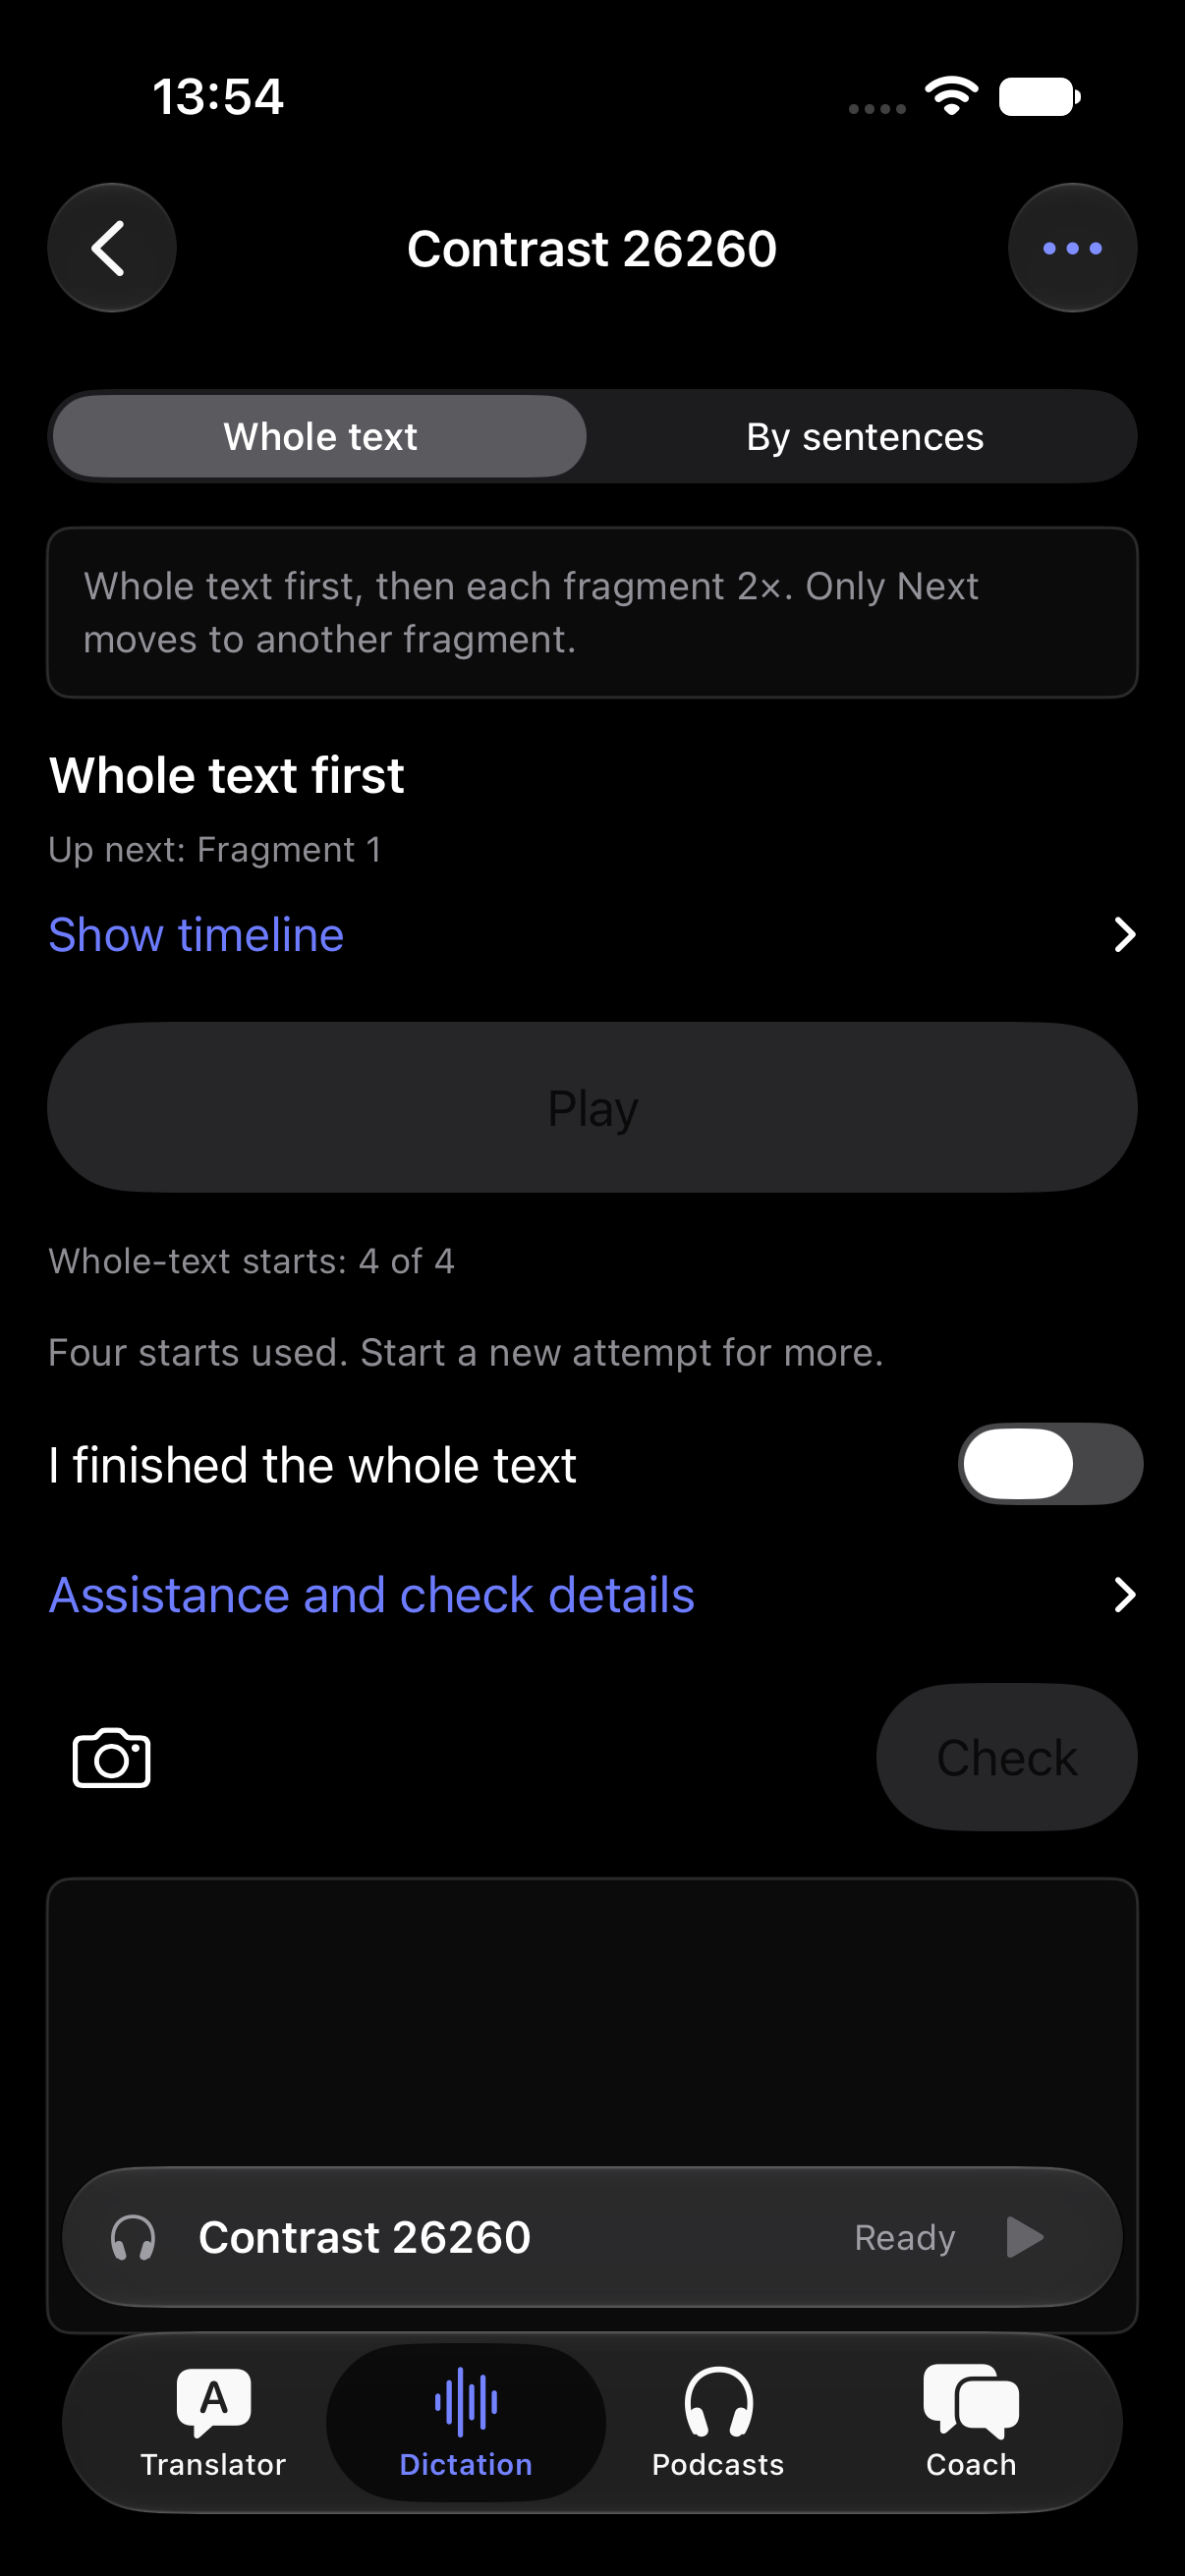 13:54
Contrast 26260
Whole text
By sentences
Whole text first, then each fragment 2×. Only Next
moves to another fragment.
Whole text first
Up next: Fragment 1
Show timeline
Play
Whole-text starts: 4 of 4
Four starts used. Start a new attempt for more.
I finished the whole text
Assistance and check details
Check
Contrast 26260
Ready
A
Translator
Dictation
Podcasts
Coach